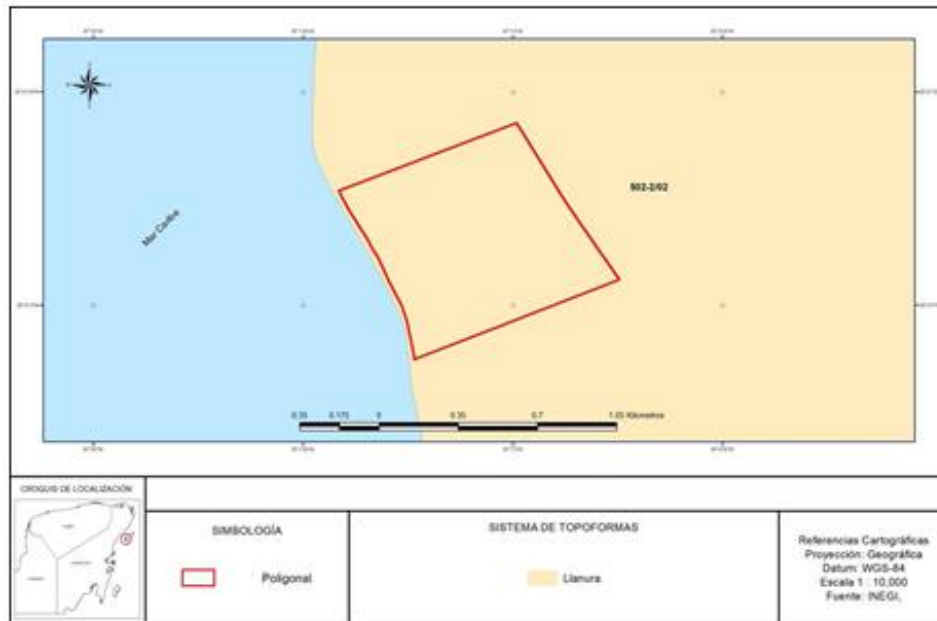 Mar Caribe
502-2/02
0.35 0.175 0 0.35 0.7 1.05 Kilometros
CROQUIS DE LOCALIZACIÓN
SIMBOLOGÍA
Poligonal
SISTEMA DE TOPOFORMAS
Llanura
Referencias Cartográficas
Proyección: Geográfica
Datum: WGS-84
Escala 1 : 10,000
Fuente: INEGI,